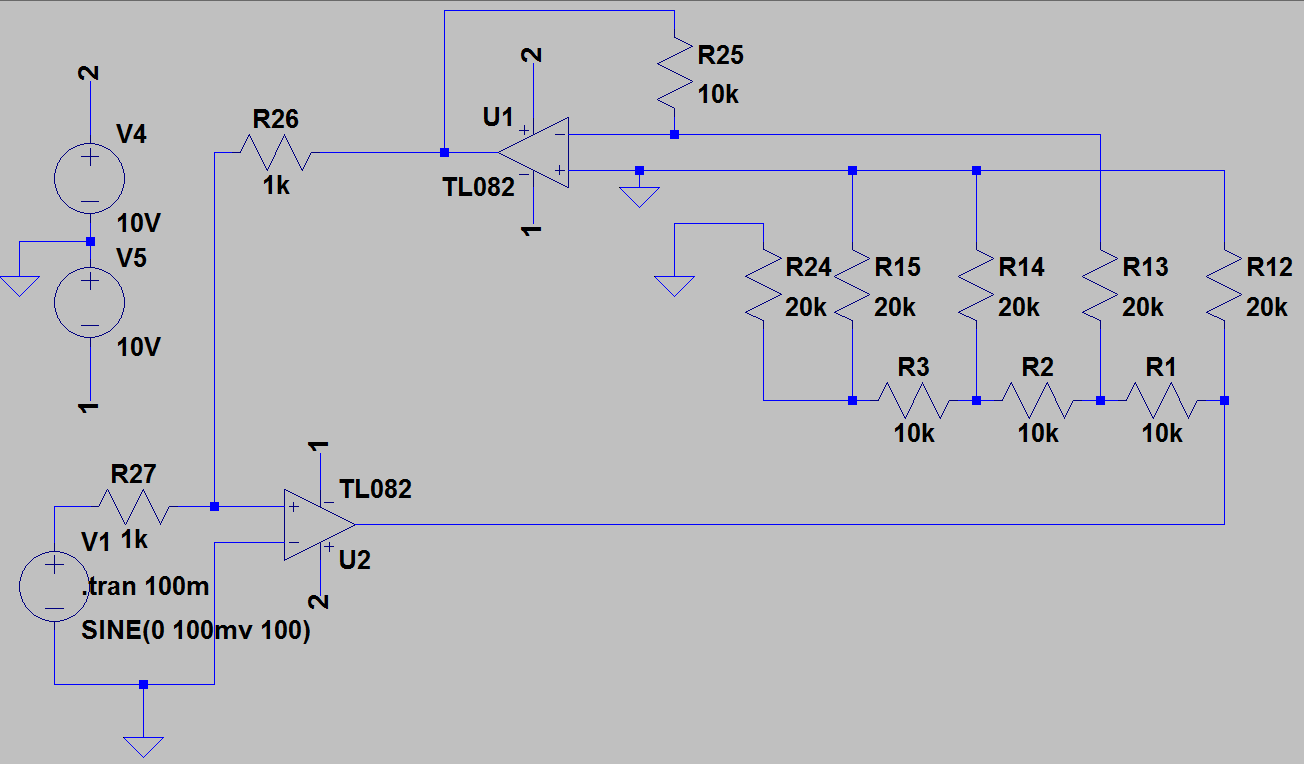 2
V4
10V
V5
10V
1
R26
1k
2
U1
TL082
1
R25
10k
R24
20k
R15
20k
R14
20k
R13
20k
R12
20k
R3
10k
R2
10k
R1
10k
R27
1k
V1
.tran 100m
SINE(0 100mv 100)
1
TL082
U2
2